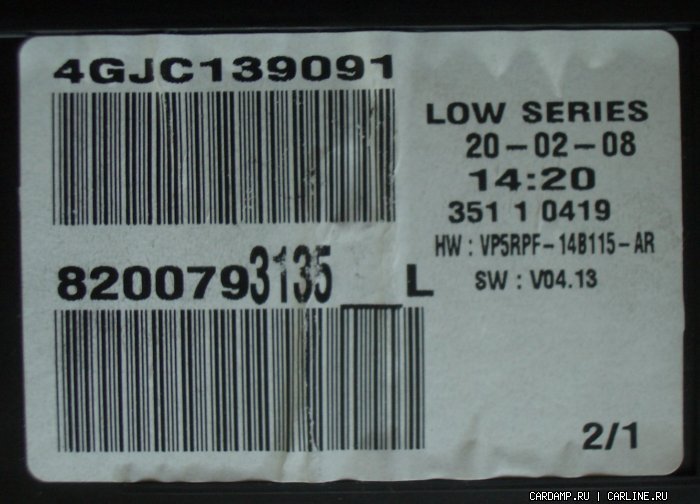 4GJC139091
LOW SERIES
20-02-08
14:20
351 1 0419
HW : VP5RPF-14B115-AR
SW : V04.13
8200793135___L
2/1
CARDAMP.RU | CARLINE.RU